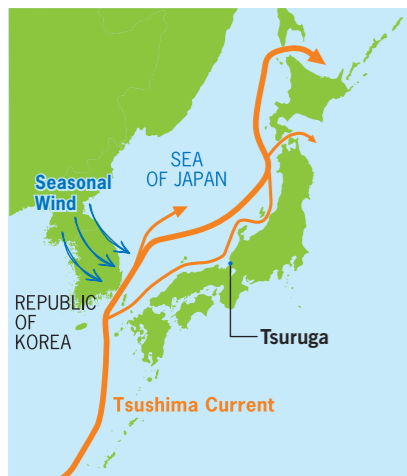 SEA
OF JAPAN
Seasonal
Wind
REPUBLIC
OF
KOREA
Tsuruga
Tsushima Current